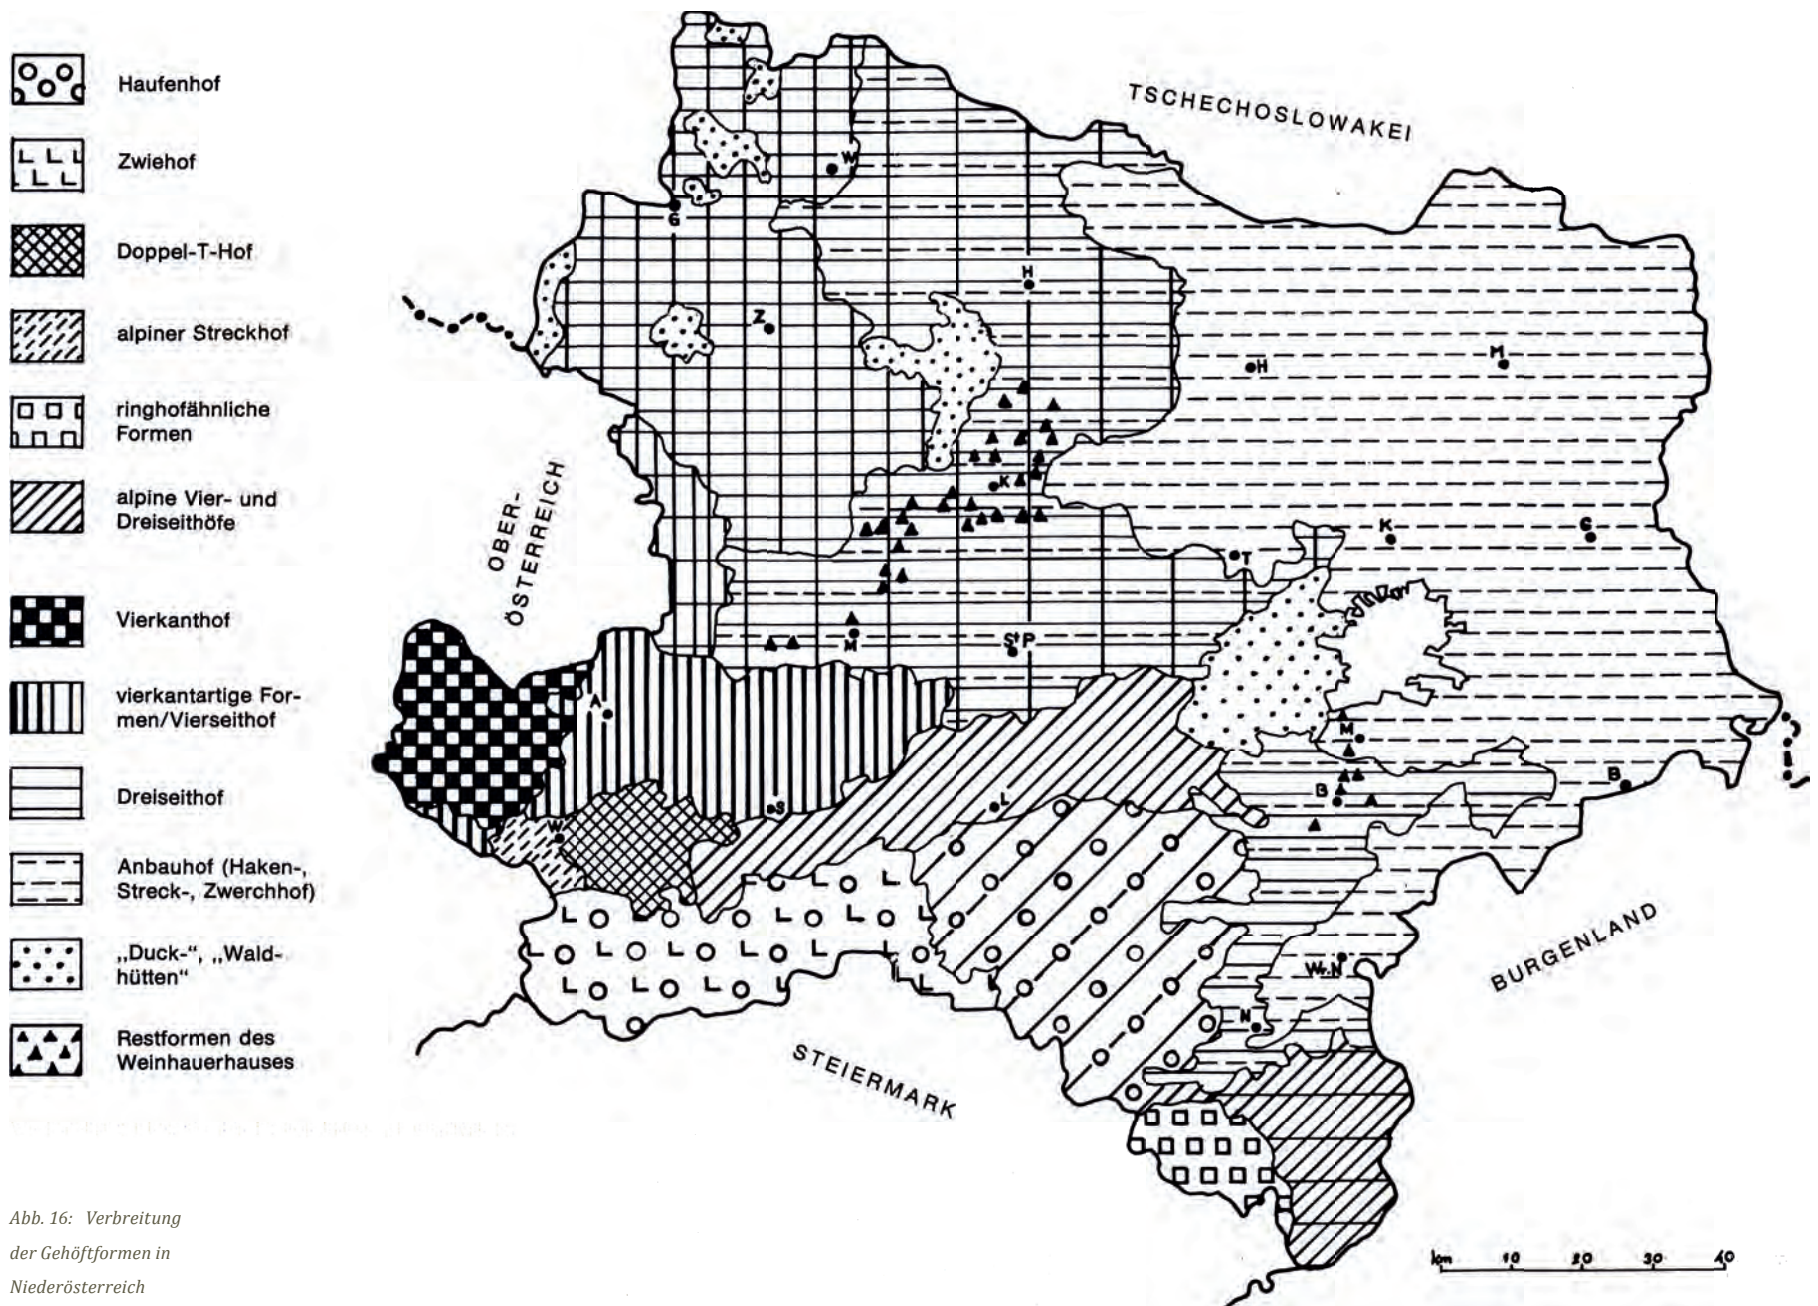 Haufenhof
Zwiehof
Doppel-T-Hof
alpiner Streckhof
ringhofähnliche
Formen
alpine Vier- und
Dreiseithöfe
Vierkanthof
vierkantartige For-
men/Vierseithof
Dreiseithof
Anbauhof (Haken-,
Streck-, Zwerchhof)
„Duck-“, „Wald-
hütten“
Restformen des
Weinhauerhauses
Abb. 16: Verbreitung
der Gehöftformen in
Niederösterreich
TSCHECHOSLOWAKEI
OBER-
ÖSTERREICH
STEIERMARK
BURGENLAND
W
G
H
Z
H
M
K
K
G
T
M
St P
A
M
B
B
S
L
W
Wr. N
N
km 10 20 30 40